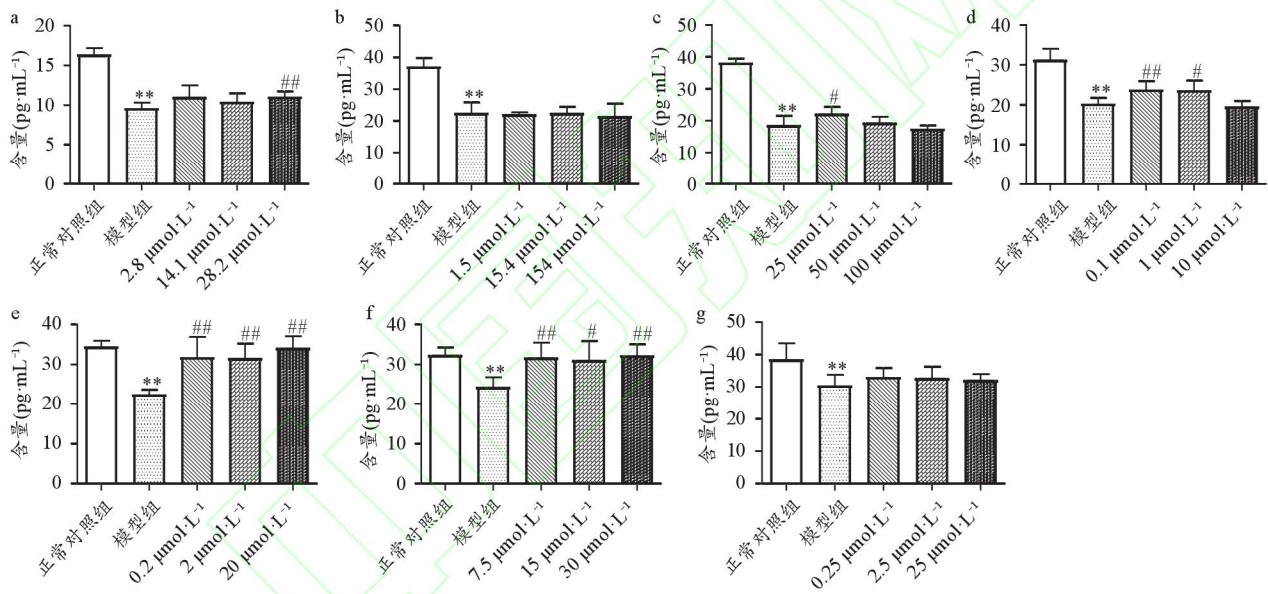 a
含量(pg·mL⁻¹)
20
15
10
5
0
**
##
正常对照组
模型组
2.8 μmol·L⁻¹
14.1 μmol·L⁻¹
28.2 μmol·L⁻¹
b
含量(pg·mL⁻¹)
50
40
30
20
10
0
**
正常对照组
模型组
1.5 μmol·L⁻¹
15.4 μmol·L⁻¹
154 μmol·L⁻¹
c
含量(pg·mL⁻¹)
50
40
30
20
10
0
**
#
正常对照组
模型组
25 μmol·L⁻¹
50 μmol·L⁻¹
100 μmol·L⁻¹
d
含量(pg·mL⁻¹)
40
30
20
10
0
**
##
#
正常对照组
模型组
0.1 μmol·L⁻¹
1 μmol·L⁻¹
10 μmol·L⁻¹
e
含量(pg·mL⁻¹)
40
30
20
10
0
**
##
##
##
正常对照组
模型组
0.2 μmol·L⁻¹
2 μmol·L⁻¹
20 μmol·L⁻¹
f
含量(pg·mL⁻¹)
40
30
20
10
0
**
##
#
##
正常对照组
模型组
7.5 μmol·L⁻¹
15 μmol·L⁻¹
30 μmol·L⁻¹
g
含量(pg·mL⁻¹)
50
40
30
20
10
0
**
正常对照组
模型组
0.25 μmol·L⁻¹
2.5 μmol·L⁻¹
25 μmol·L⁻¹